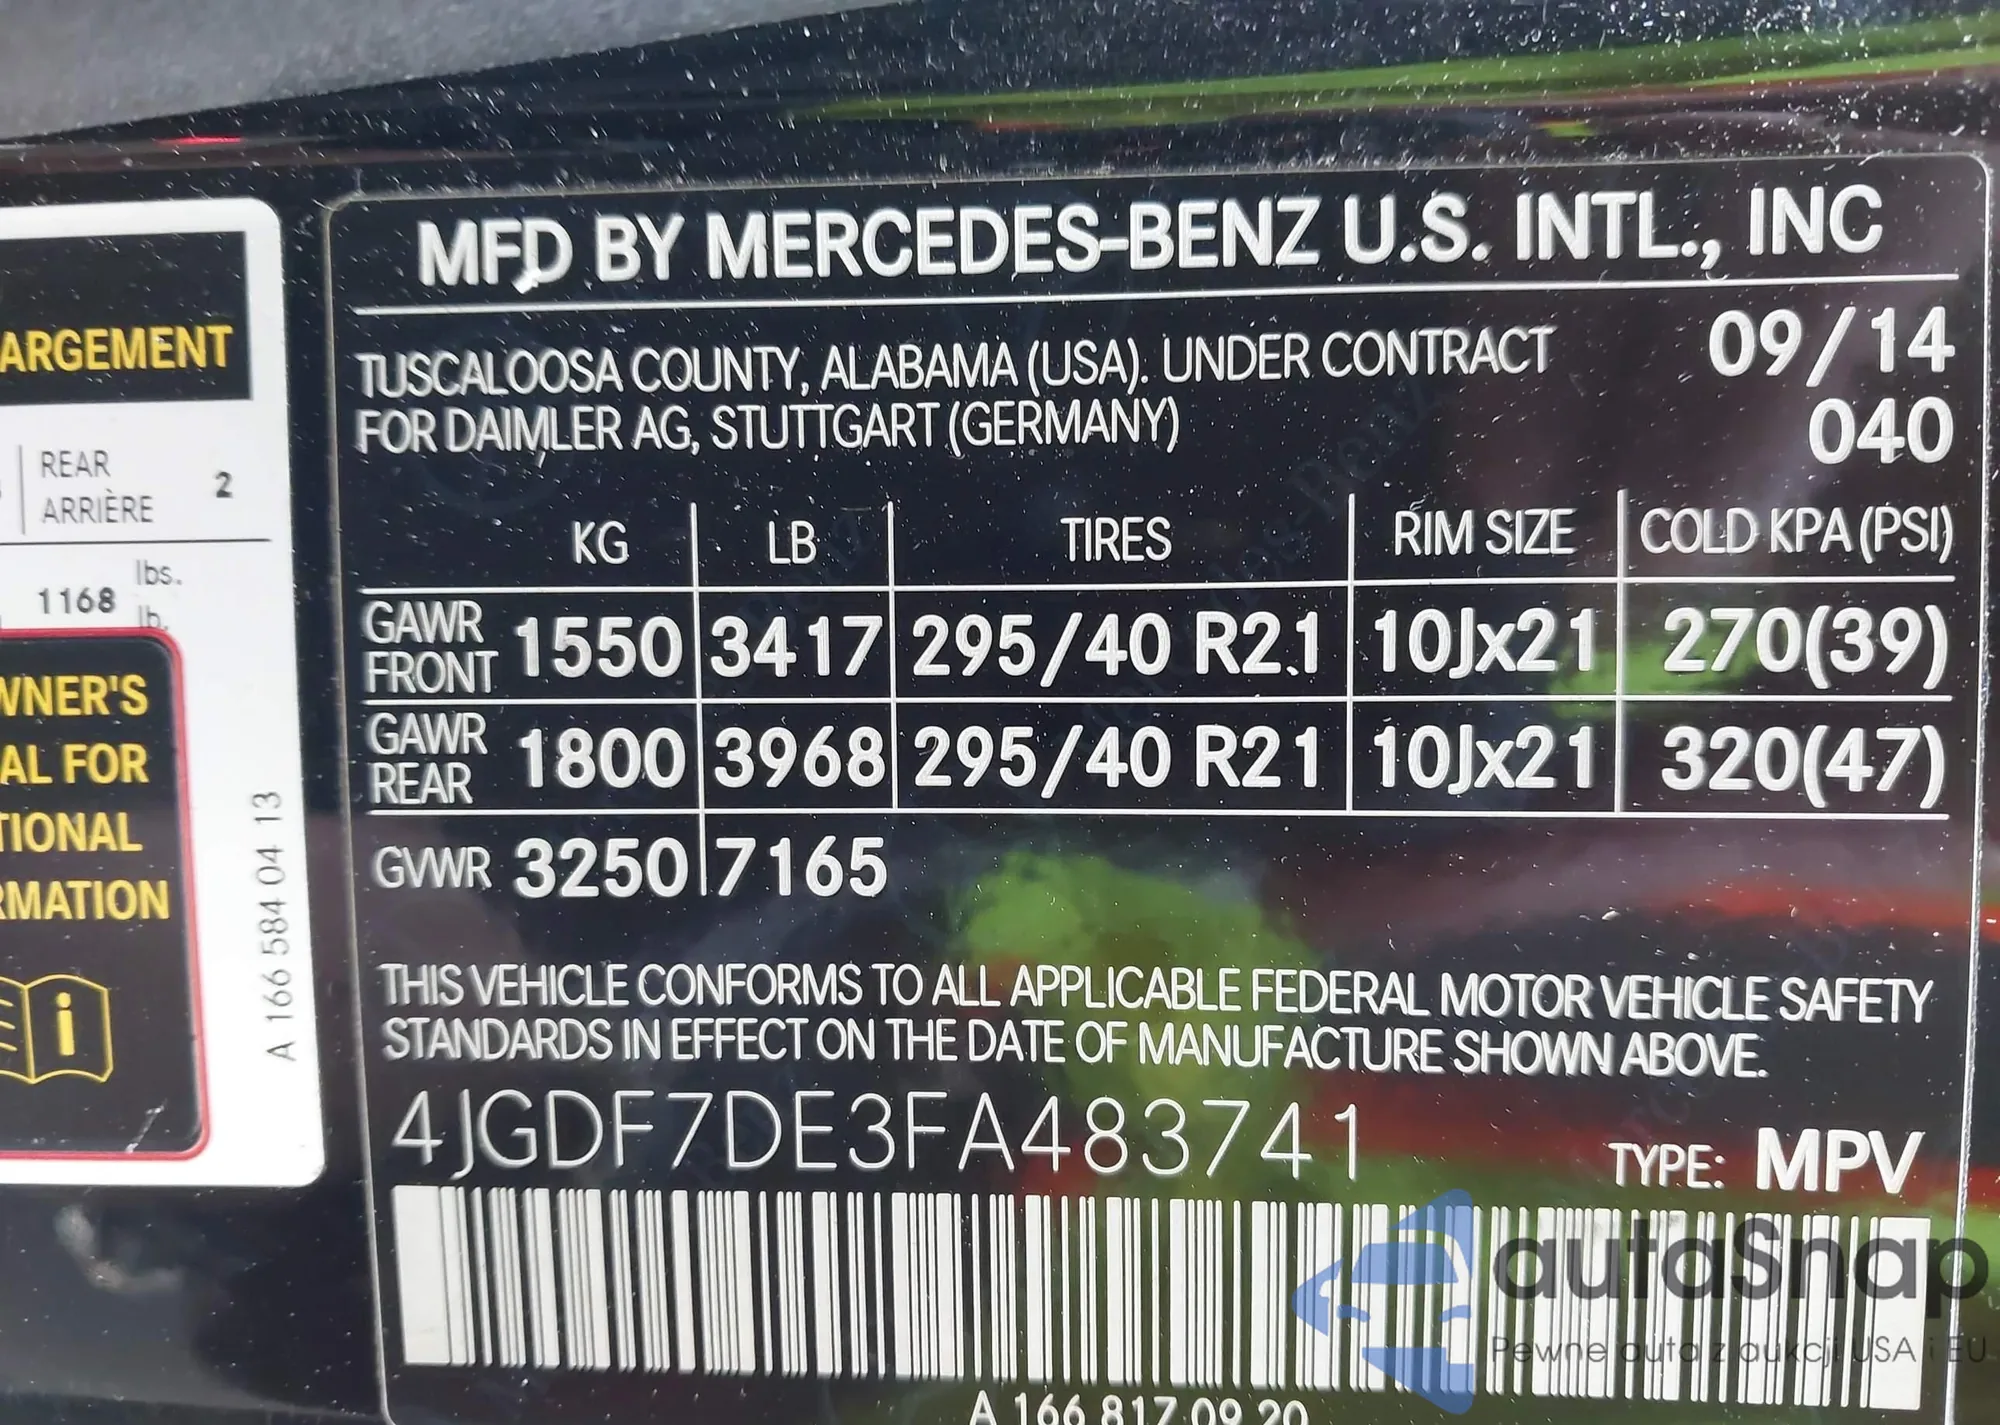 ARGEMENT
REAR
ARRIÈRE 2
lbs.
1168
lb.
WNER'S
AL FOR
TIONAL
RMATION
A 166 584 04 13
MFD BY MERCEDES-BENZ U.S. INTL., INC
TUSCALOOSA COUNTY, ALABAMA (USA). UNDER CONTRACT 09/14
FOR DAIMLER AG, STUTTGART (GERMANY) 040
KG LB TIRES RIM SIZE COLD KPA (PSI)
GAWR FRONT 1550 3417 295/40 R21 10Jx21 270(39)
GAWR REAR 1800 3968 295/40 R21 10Jx21 320(47)
GVWR 3250 7165
THIS VEHICLE CONFORMS TO ALL APPLICABLE FEDERAL MOTOR VEHICLE SAFETY
STANDARDS IN EFFECT ON THE DATE OF MANUFACTURE SHOWN ABOVE.
4JGDF7DE3FA483741
TYPE: MPV
autaSnap
Pewne auta z aukcji USA i EU
A 166 817 09 20